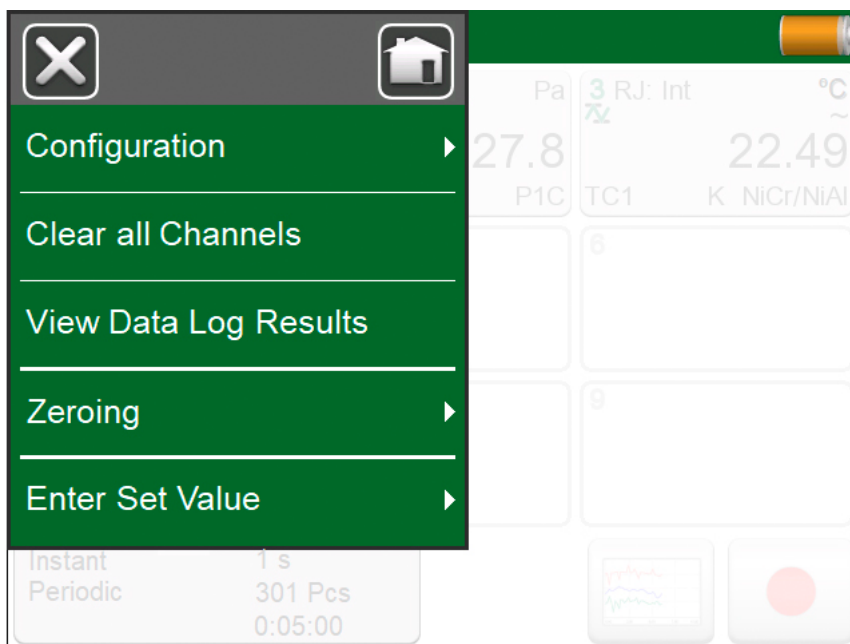 Pa 3 RJ: Int °C
~
27.8 22.49
P1C TC1 K NiCr/NiAl
Configuration
Clear all Channels
6
View Data Log Results
Zeroing
9
Enter Set Value
Instant 1 s
Periodic 301 Pcs
0:05:00